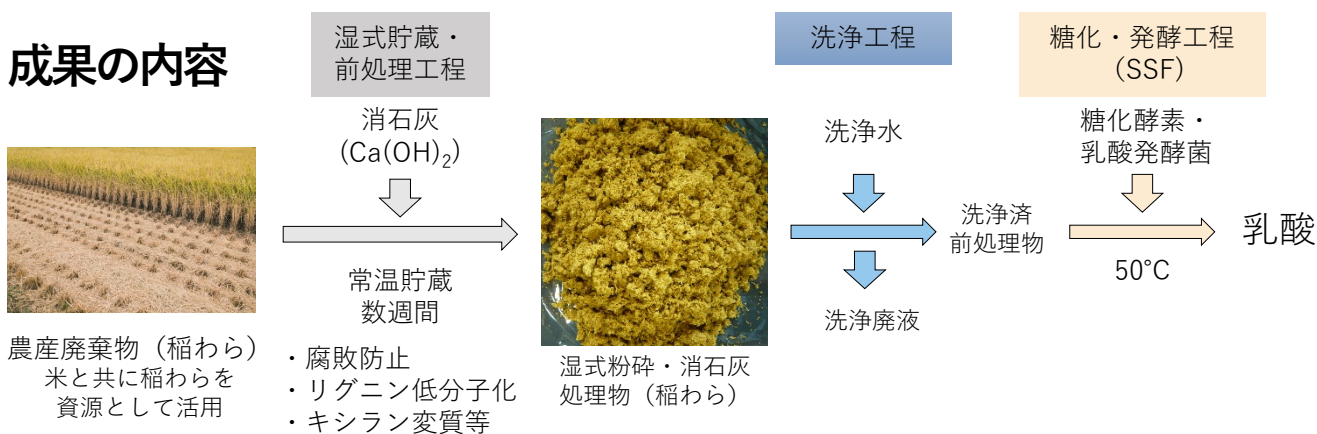 成果の内容
湿式貯蔵・
前処理工程
消石灰
(Ca(OH)₂)
常温貯蔵
数週間
・腐敗防止
・リグニン低分子化
・キシラン変質等
農産廃棄物（稲わら）
米と共に稲わらを
資源として活用
湿式粉砕・消石灰
処理物（稲わら）
洗浄工程
洗浄水
洗浄廃液
洗浄済
前処理物
糖化・発酵工程
(SSF)
糖化酵素・
乳酸発酵菌
50°C
乳酸